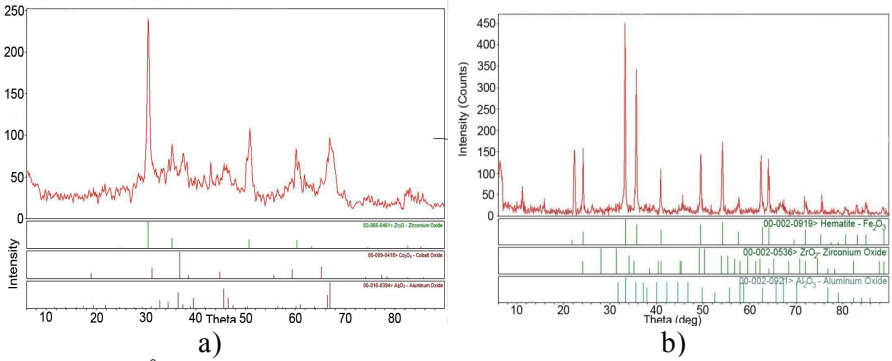 250
200
150
100
50
0
Intensity
03-065-0461> Zr2O - Zirconium Oxide
00-009-0418> Co3O4 - Cobalt Oxide
00-016-0394> Al2O3 - Aluminum Oxide
10 20 30 40 50 60 70 80
Theta
a)
450
400
350
300
250
200
150
100
50
0
Intensity (Counts)
00-002-0919> Hematite - Fe2O3
00-002-0536> ZrO2 - Zirconium Oxide
00-002-0921> Al2O3 - Aluminum Oxide
10 20 30 40 50 60 70 80
Theta (deg)
b)